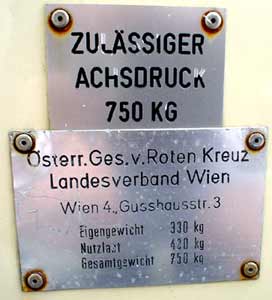 ZULÄSSIGER
ACHSDRUCK
750 KG
Österr. Ges. v. Roten Kreuz
Landesverband Wien
Wien 4., Gusshausstr. 3
Eigengewicht 330 kg
Nutzlast 420 kg
Gesamtgewicht 750 kg